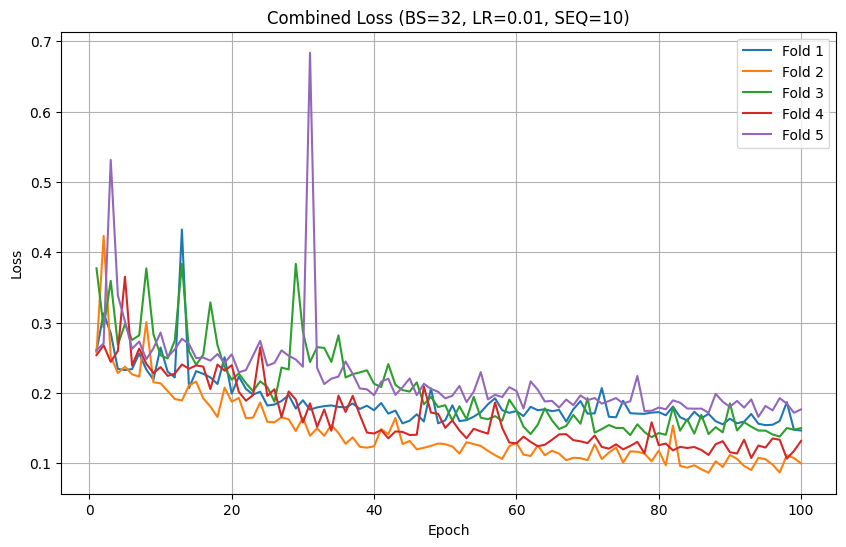 Combined Loss (BS=32, LR=0.01, SEQ=10)
0.7
0.6
0.5
0.4
0.3
0.2
0.1
Loss
Fold 1
Fold 2
Fold 3
Fold 4
Fold 5
0 20 40 60 80 100
Epoch